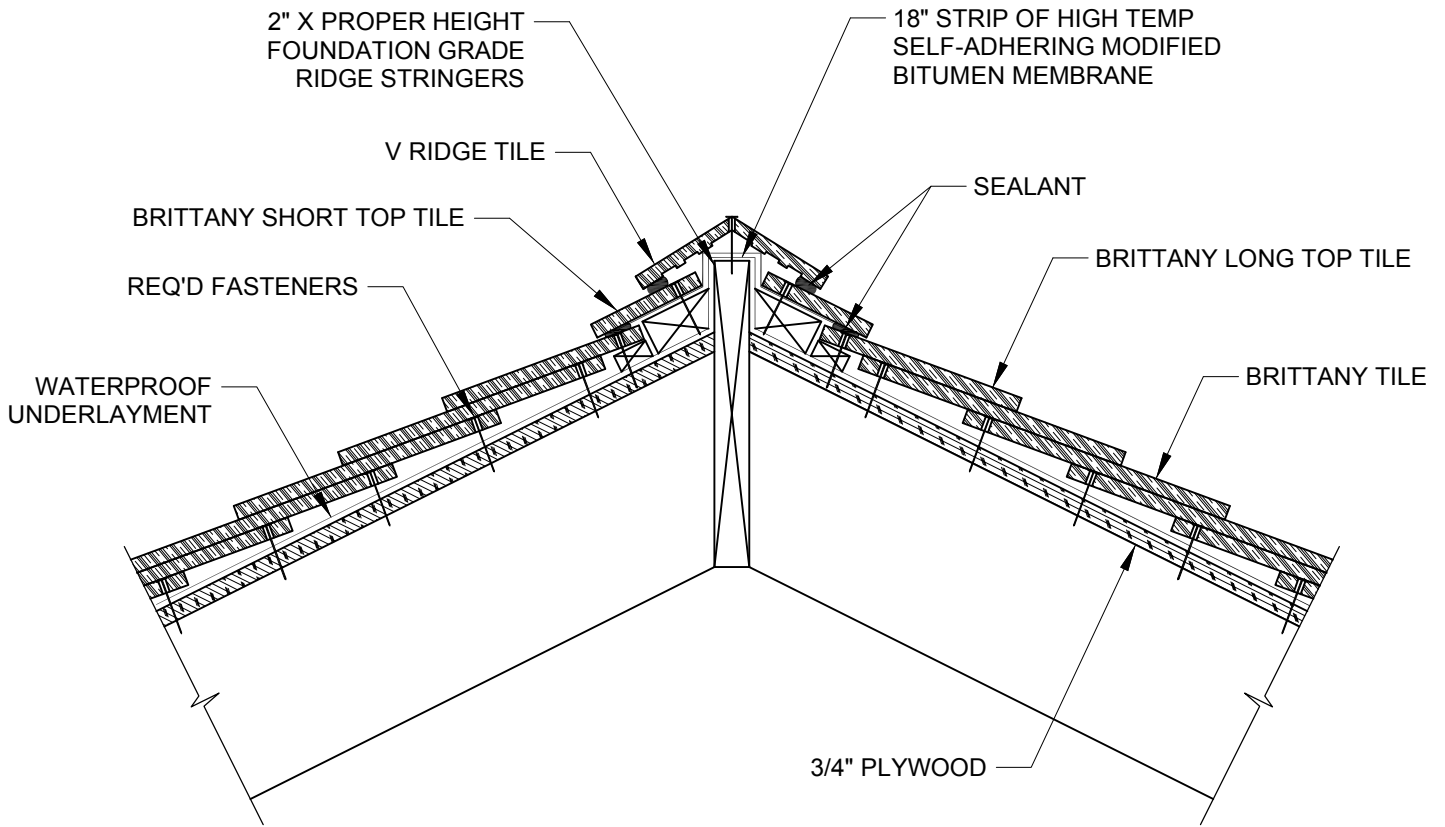 2" X PROPER HEIGHT
FOUNDATION GRADE
RIDGE STRINGERS
18" STRIP OF HIGH TEMP
SELF-ADHERING MODIFIED
BITUMEN MEMBRANE
V RIDGE TILE
SEALANT
BRITTANY SHORT TOP TILE
BRITTANY LONG TOP TILE
REQ'D FASTENERS
WATERPROOF
UNDERLAYMENT
BRITTANY TILE
3/4" PLYWOOD